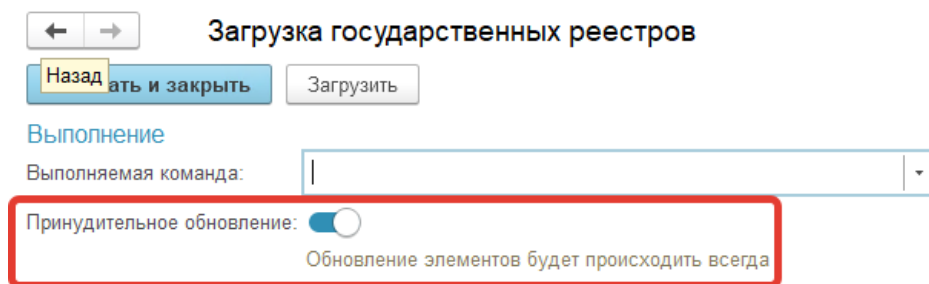 Загрузка государственных реестров
Назад
ать и закрыть
Загрузить
Выполнение
Выполняемая команда:
Принудительное обновление:
Обновление элементов будет происходить всегда